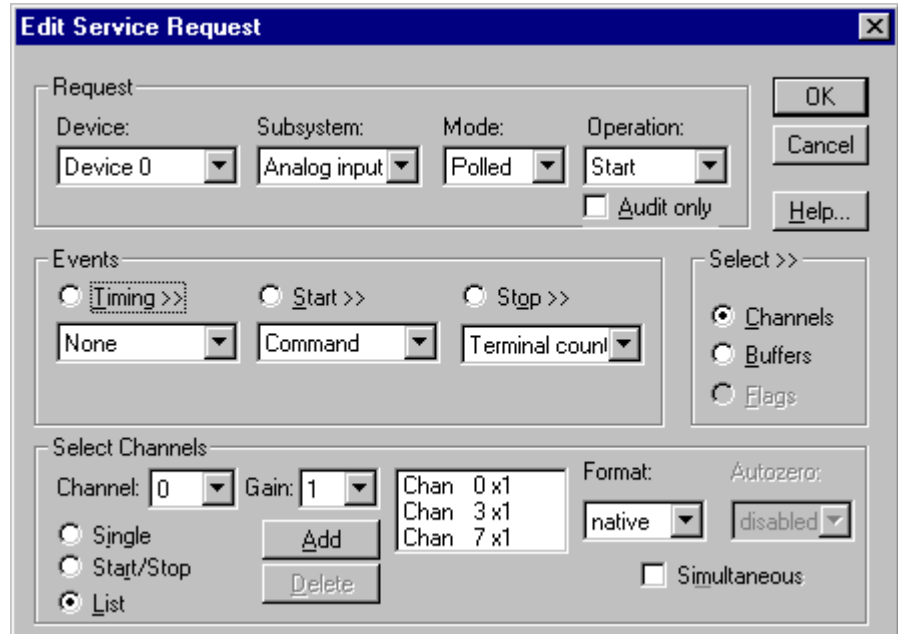 Edit Service Request
Request
OK
Device:
Subsystem:
Mode:
Operation:
Device 0
Analog input
Polled
Start
Cancel
Audit only
Help...
Events
Select >>
Timing >>
Start >>
Stop >>
None
Command
Terminal count
Channels
Buffers
Flags
Select Channels
Channel: 0
Gain: 1
Chan 0 x1
Chan 3 x1
Chan 7 x1
Format:
Autozero:
native
disabled
Single
Start/Stop
List
Add
Delete
Simultaneous